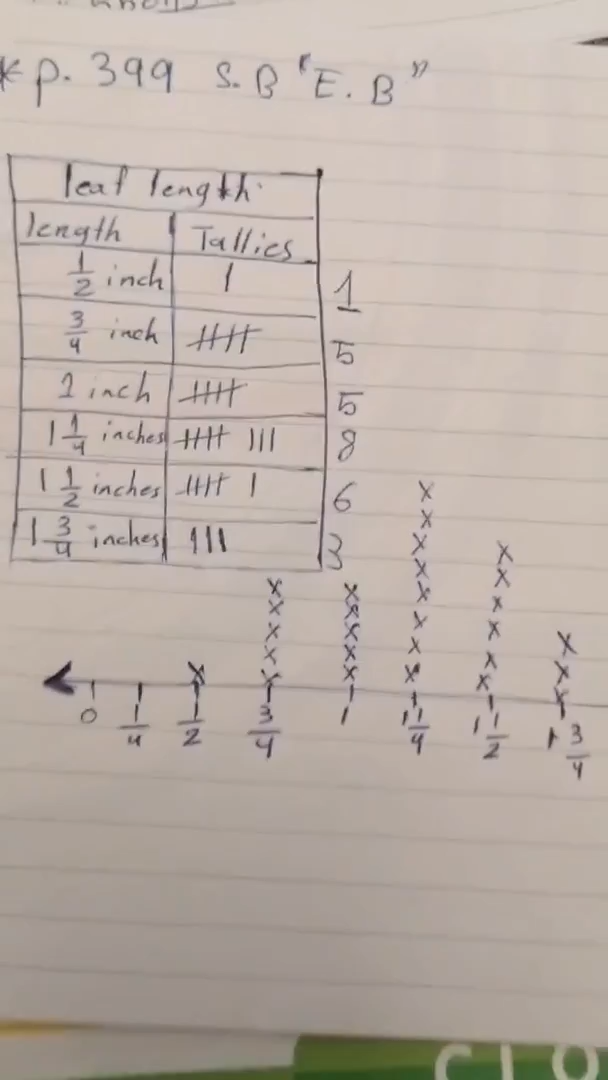 * p. 399 S.B "E.B"
leaf length
length Tallies
1/2 inch | 1
3/4 inch 5
1 inch 5
1 1/4 inches 8
1 1/2 inches 6
1 3/4 inches 3
0 1/4 1/2 3/4 1 1 1/4 1 1/2 1 3/4